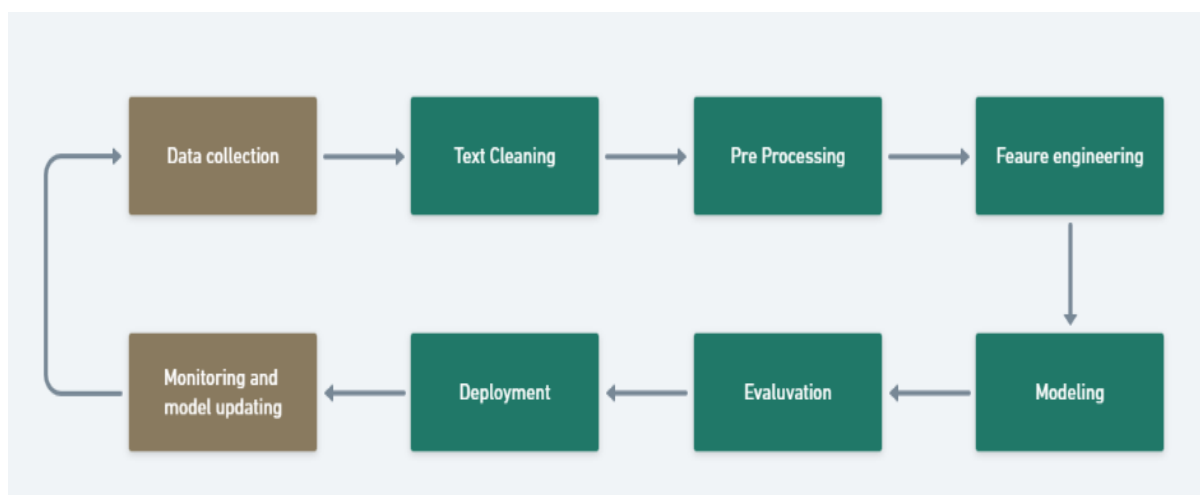 Data collection
Text Cleaning
Pre Processing
Feaure engineering
Monitoring and
model updating
Deployment
Evaluvation
Modeling